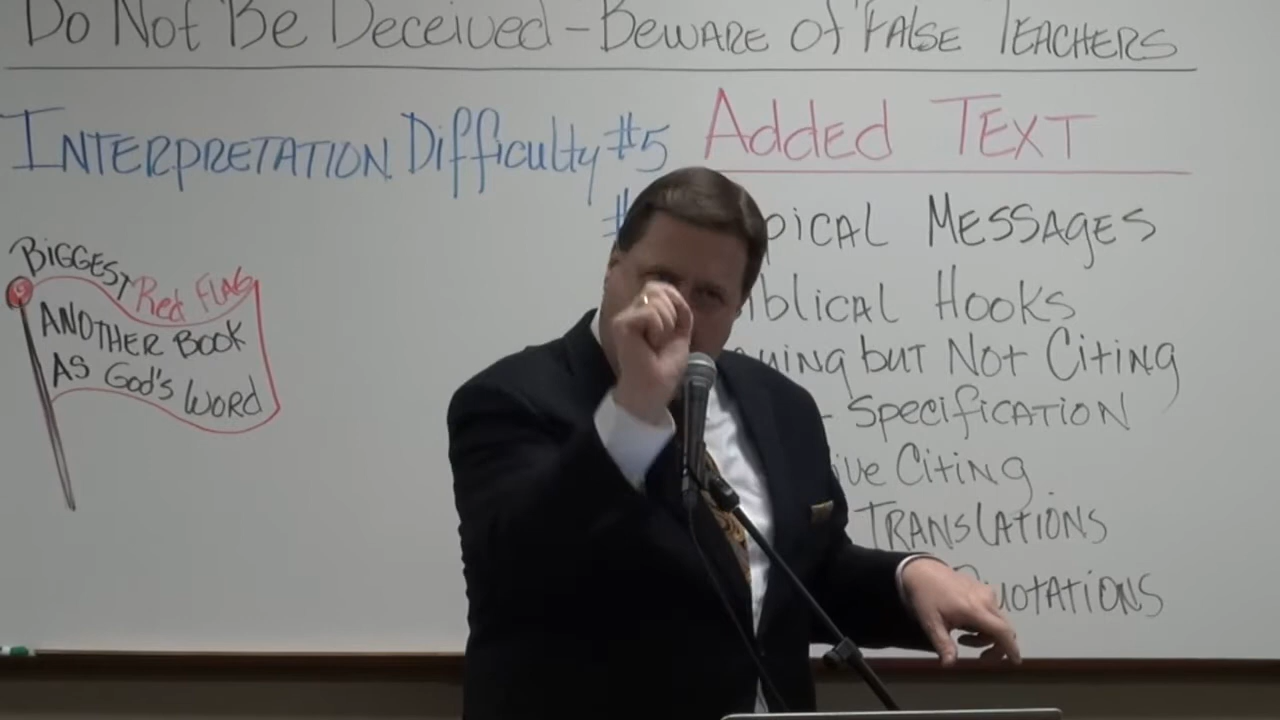 Do Not Be Deceived - Beware of False Teachers
Interpretation Difficulty #5 Added Text
Messages
Hooks
but Not Citing
- Specification
Citing
Translations
Biggest Red Flag
Another Book
As God's Word